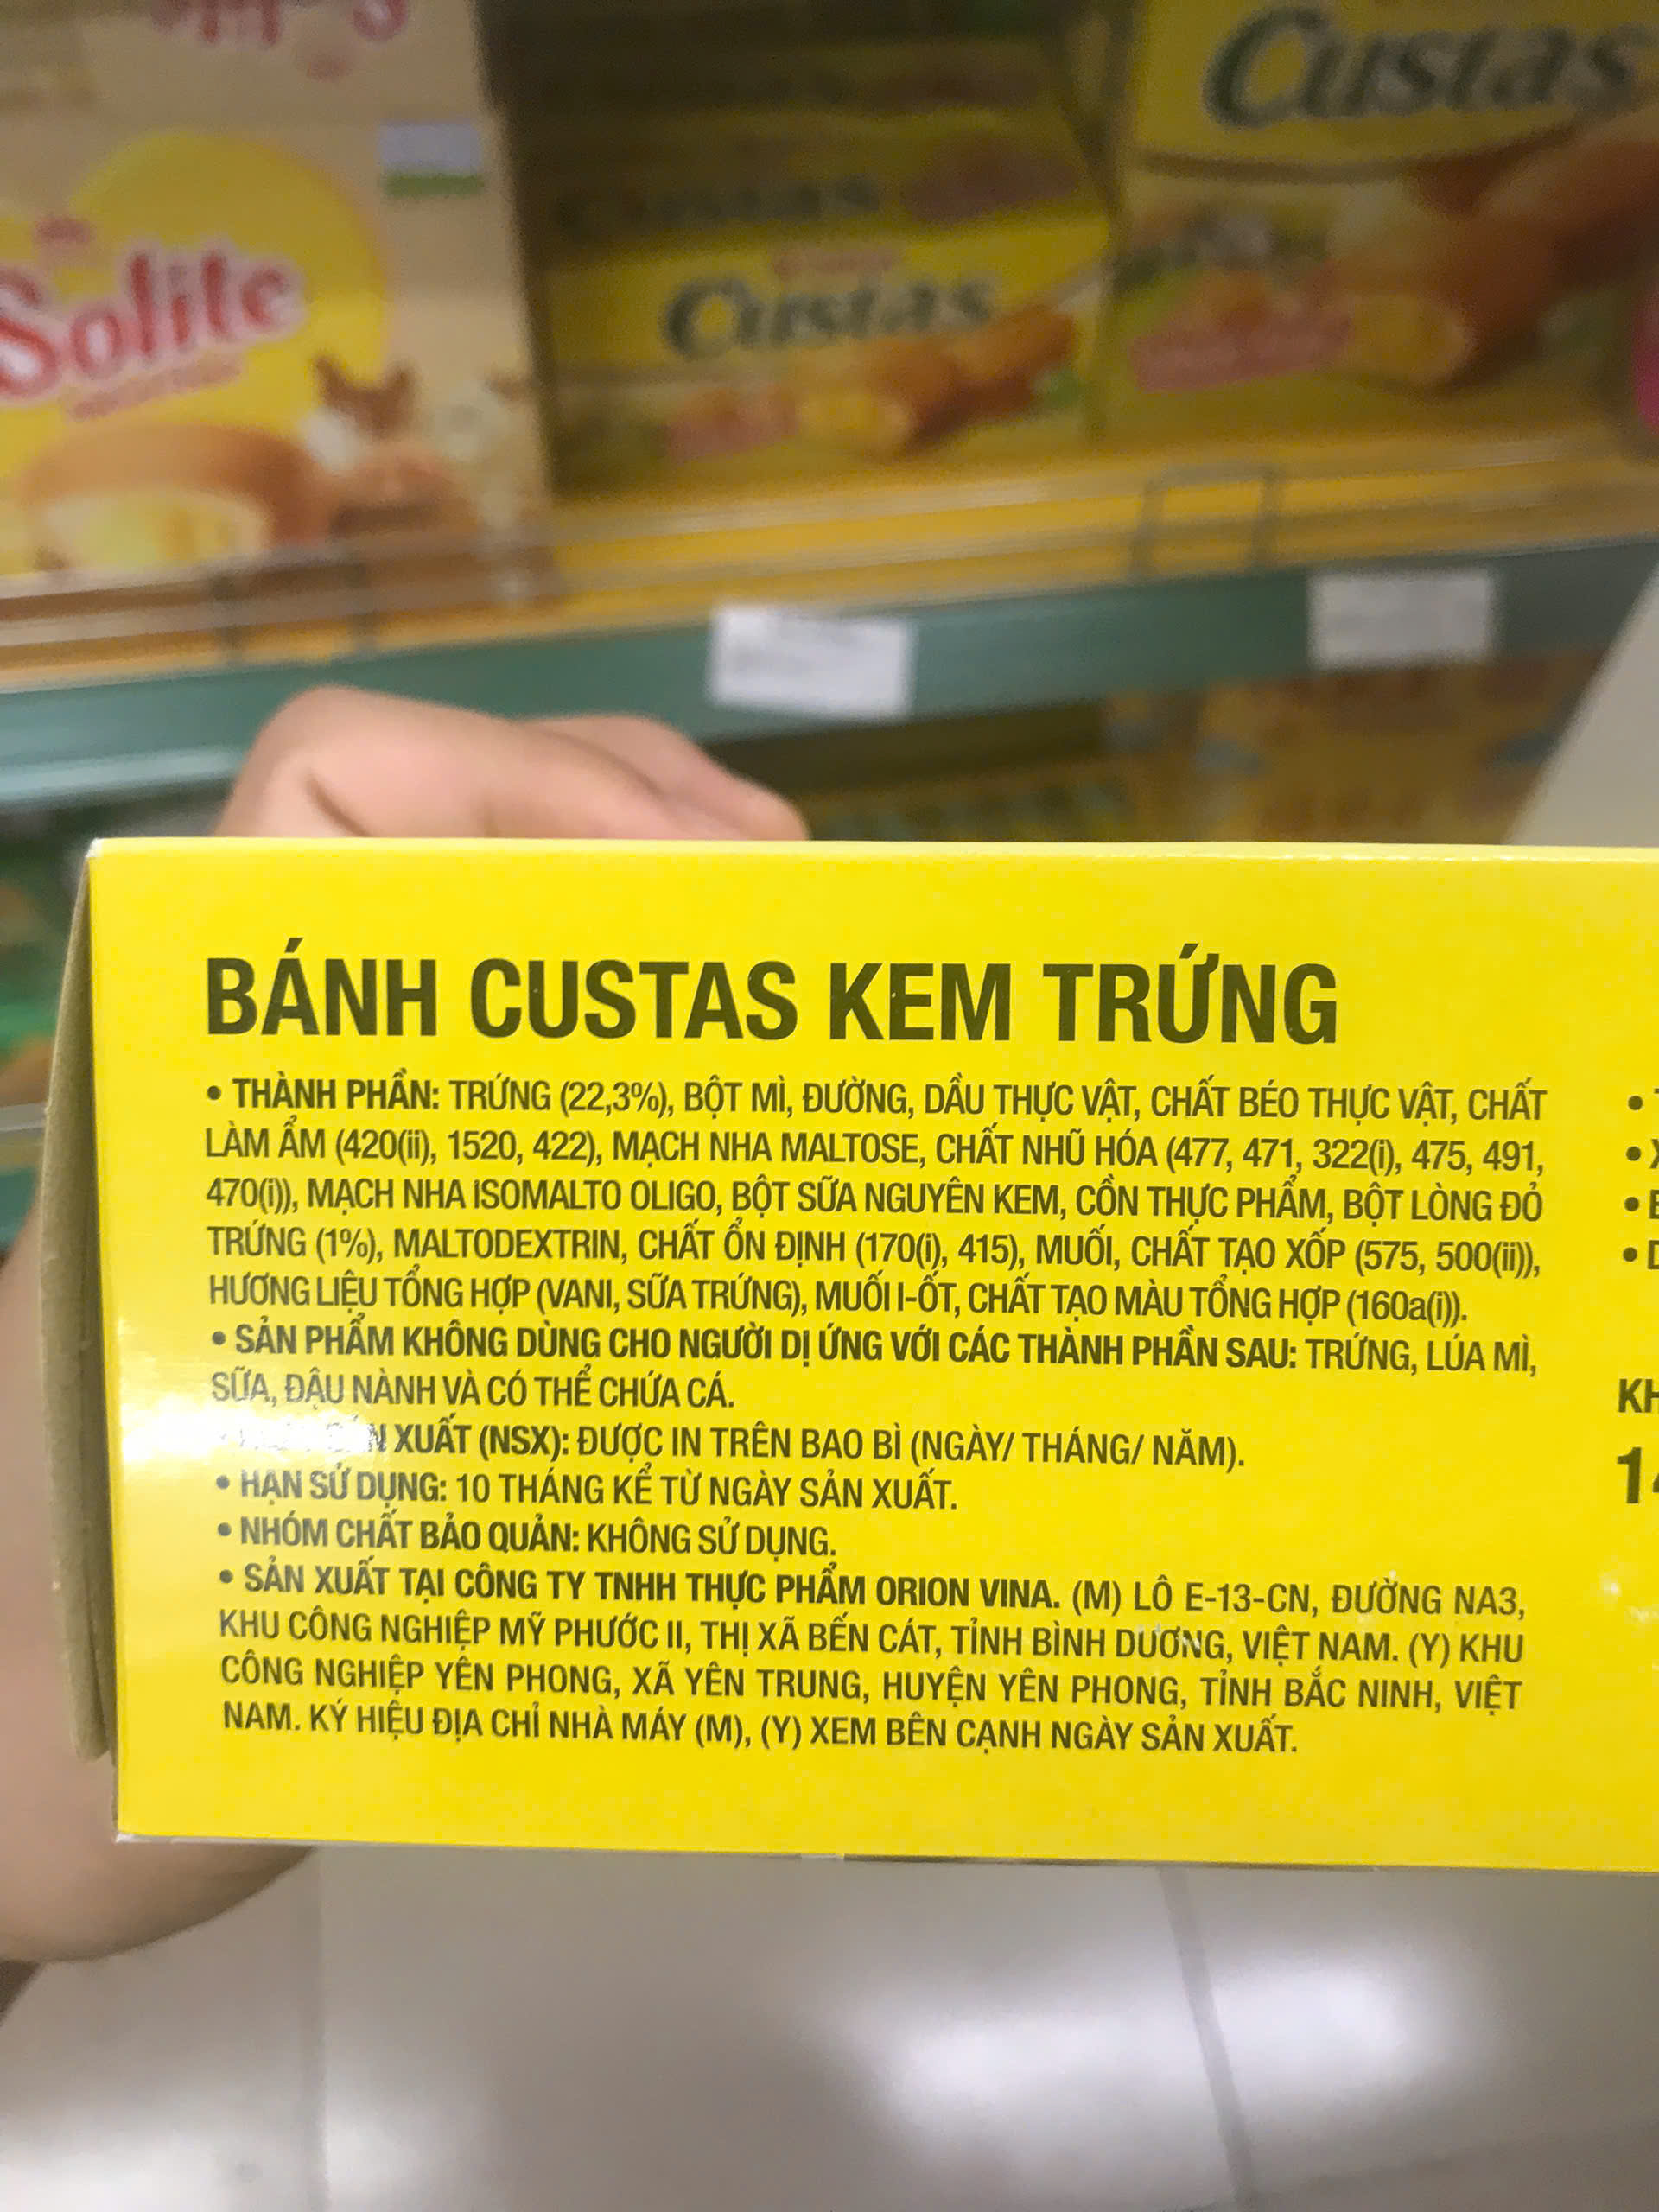 Custas
Solite
Custas
BÁNH CUSTAS KEM TRỨNG
• THÀNH PHẦN: TRỨNG (22,3%), BỘT MÌ, ĐƯỜNG, DẦU THỰC VẬT, CHẤT BÉO THỰC VẬT, CHẤT
LÀM ẨM (420(ii), 1520, 422), MẠCH NHA MALTOSE, CHẤT NHŨ HÓA (477, 471, 322(i), 475, 491,
470(i)), MẠCH NHA ISOMALTO OLIGO, BỘT SỮA NGUYÊN KEM, CỒN THỰC PHẨM, BỘT LÒNG ĐỎ
TRỨNG (1%), MALTODEXTRIN, CHẤT ỔN ĐỊNH (170(i), 415), MUỐI, CHẤT TẠO XỐP (575, 500(ii)),
HƯƠNG LIỆU TỔNG HỢP (VANI, SỮA TRỨNG), MUỐI I-ỐT, CHẤT TẠO MÀU TỔNG HỢP (160a(i)).
• SẢN PHẨM KHÔNG DÙNG CHO NGƯỜI DỊ ỨNG VỚI CÁC THÀNH PHẦN SAU: TRỨNG, LÚA MÌ,
SỮA, ĐẬU NÀNH VÀ CÓ THỂ CHỨA CÁ.
XUẤT (NSX): ĐƯỢC IN TRÊN BAO BÌ (NGÀY/ THÁNG/ NĂM).
• HẠN SỬ DỤNG: 10 THÁNG KỂ TỪ NGÀY SẢN XUẤT.
• NHÓM CHẤT BẢO QUẢN: KHÔNG SỬ DỤNG.
• SẢN XUẤT TẠI CÔNG TY TNHH THỰC PHẨM ORION VINA. (M) LÔ E-13-CN, ĐƯỜNG NA3,
KHU CÔNG NGHIỆP MỸ PHƯỚC II, THỊ XÃ BẾN CÁT, TỈNH BÌNH DƯƠNG, VIỆT NAM. (Y) KHU
CÔNG NGHIỆP YÊN PHONG, XÃ YÊN TRUNG, HUYỆN YÊN PHONG, TỈNH BẮC NINH, VIỆT
NAM. KÝ HIỆU ĐỊA CHỈ NHÀ MÁY (M), (Y) XEM BÊN CẠNH NGÀY SẢN XUẤT.